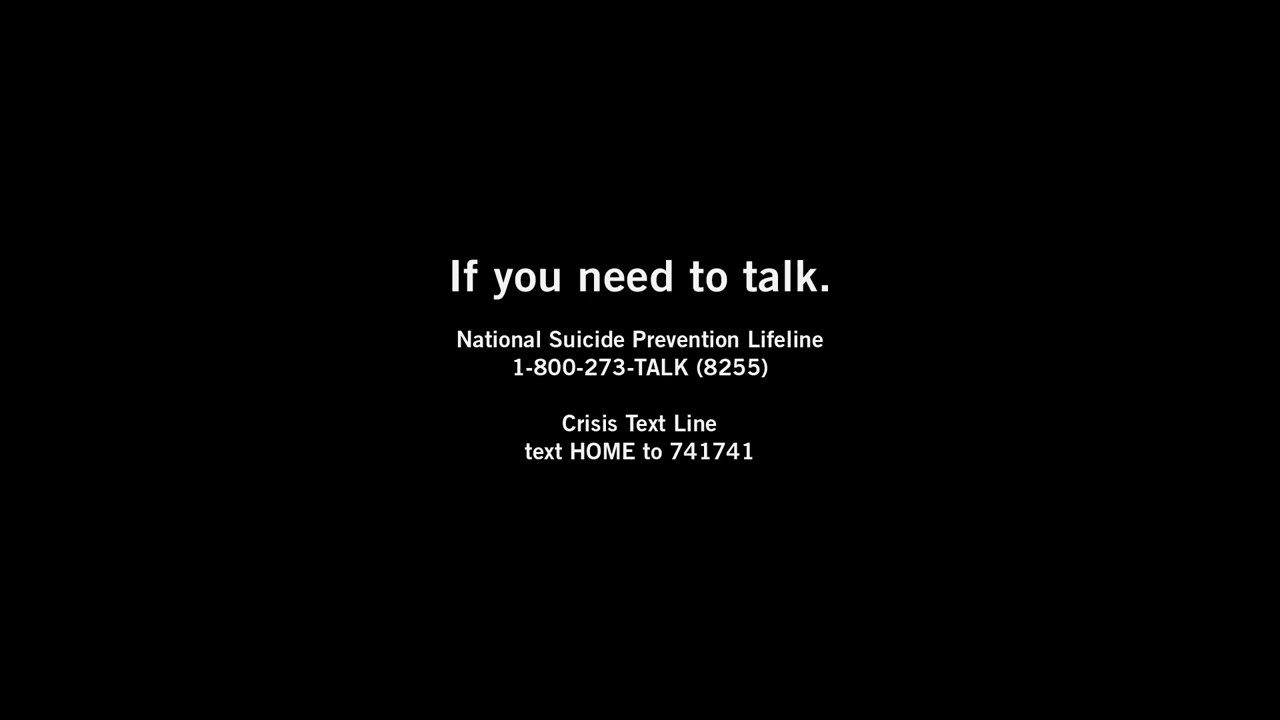 If you need to talk.
National Suicide Prevention Lifeline
1-800-273-TALK (8255)
Crisis Text Line
text HOME to 741741